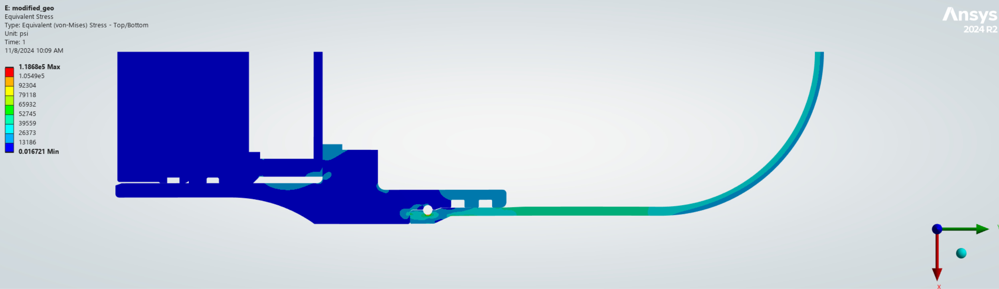 E: modified_geo
Equivalent Stress
Type: Equivalent (von-Mises) Stress - Top/Bottom
Unit: psi
Time: 1
11/8/2024 10:09 AM
1.1868e5 Max
1.0549e5
92304
79118
65932
52745
39559
26373
13186
0.016721 Min
Ansys
2024 R2
X